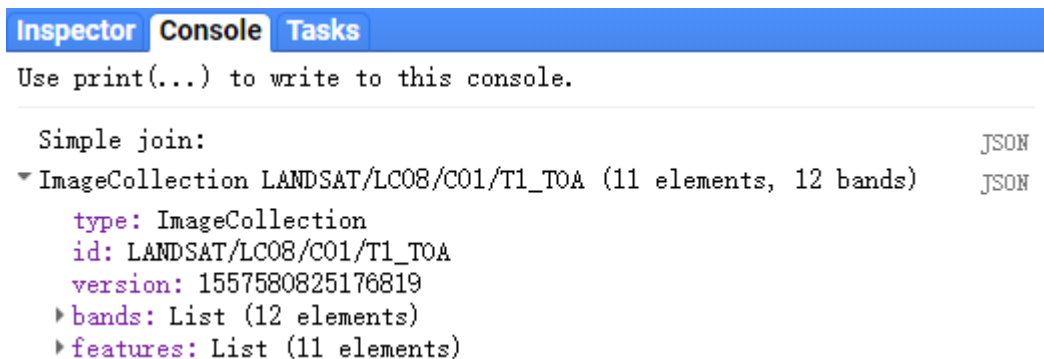 Inspector Console Tasks
Use print(...) to write to this console.
Simple join: JSON
ImageCollection LANDSAT/LC08/C01/T1_TOA (11 elements, 12 bands) JSON
type: ImageCollection
id: LANDSAT/LC08/C01/T1_TOA
version: 1557580825176819
bands: List (12 elements)
features: List (11 elements)